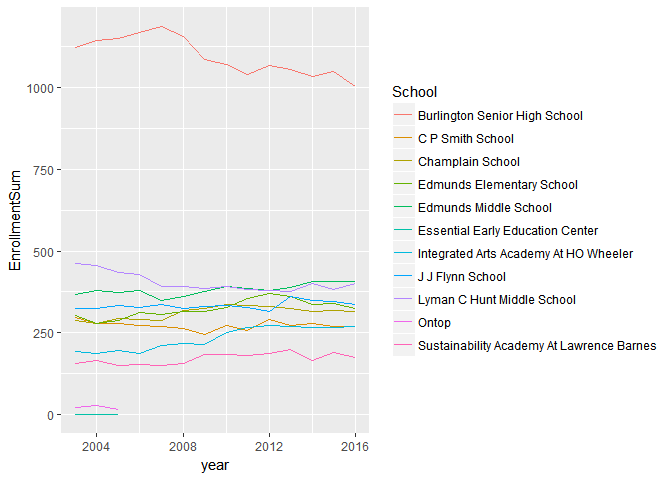 1000
750
500
250
0
EnrollmentSum
2004
2008
2012
2016
year
School
Burlington Senior High School
C P Smith School
Champlain School
Edmunds Elementary School
Edmunds Middle School
Essential Early Education Center
Integrated Arts Academy At HO Wheeler
J J Flynn School
Lyman C Hunt Middle School
Ontop
Sustainability Academy At Lawrence Barnes